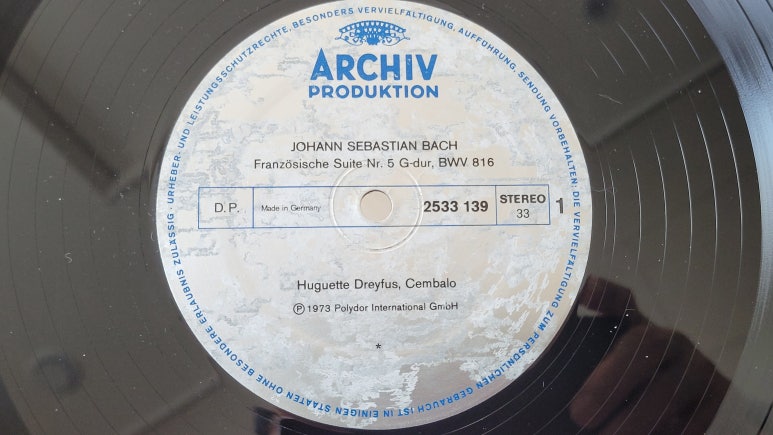 ARCHIV
PRODUKTION
JOHANN SEBASTIAN BACH
Französische Suite Nr. 5 G-dur, BWV 816
D.P. Made in Germany 2533 139 STEREO 33 1
Huguette Dreyfus, Cembalo
Ⓟ 1973 Polydor International GmbH
*
URHEBER- UND LEISTUNGSSCHUTZRECHTE, BESONDERS VERVIELFÄLTIGUNG, AUFFÜHRUNG, SENDUNG VORBEHALTEN; DIE VERVIELFÄLTIGUNG ZUM PERSÖNLICHEN GEBRAUCH IST IN EINIGEN STAATEN OHNE BESONDERE ERLAUBNIS ZULÄSSIG ·